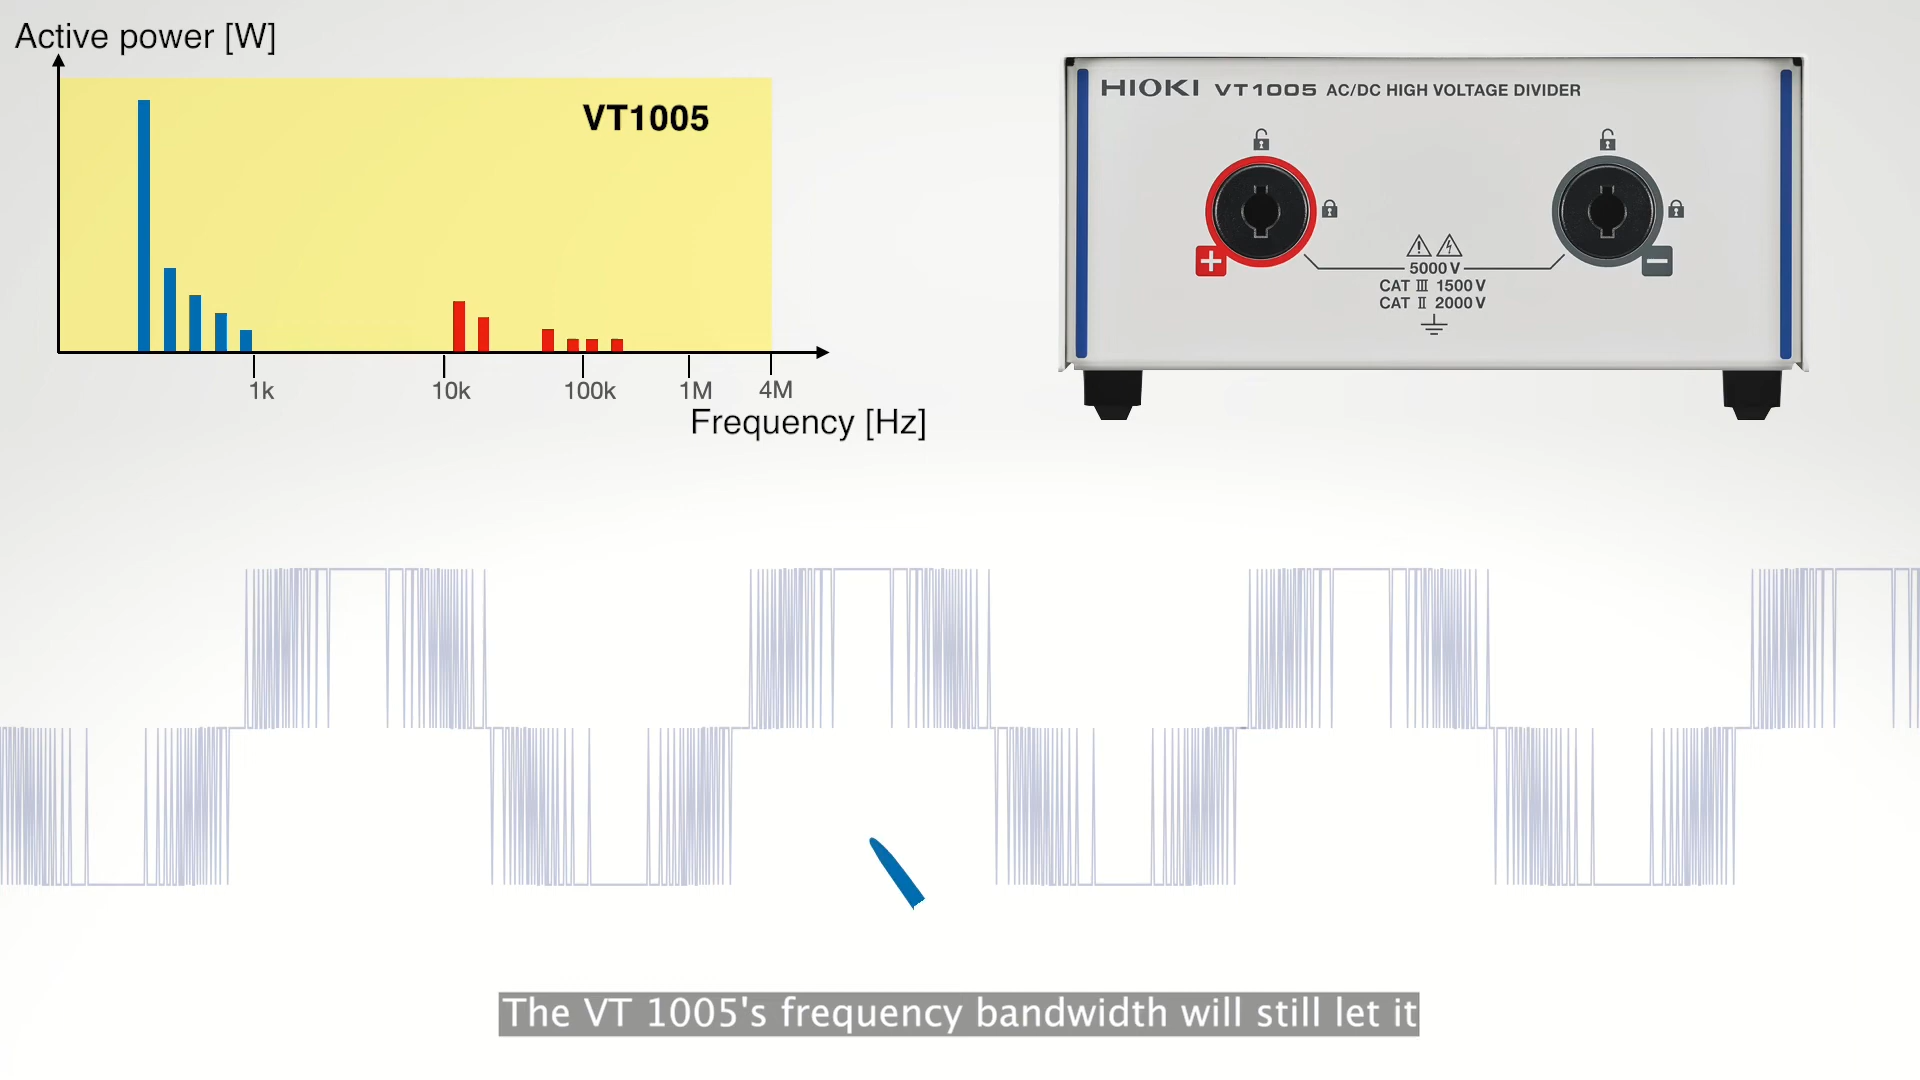 Active power [W]
VT1005
1k
10k
100k
1M
4M
Frequency [Hz]
HIOKI VT1005 AC/DC HIGH VOLTAGE DIVIDER
5000 V
CAT III 1500 V
CAT II 2000 V
The VT 1005's frequency bandwidth will still let it